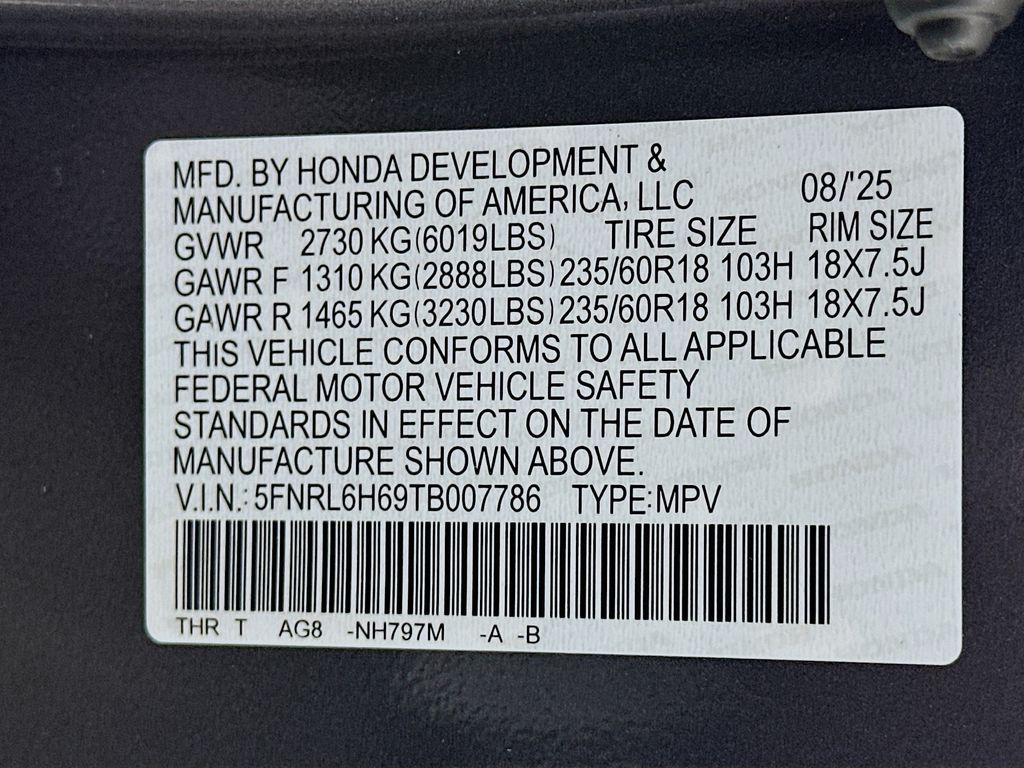 MFD. BY HONDA DEVELOPMENT &
MANUFACTURING OF AMERICA, LLC 08/'25
GVWR 2730 KG(6019LBS) TIRE SIZE RIM SIZE
GAWR F 1310 KG(2888LBS) 235/60R18 103H 18X7.5J
GAWR R 1465 KG(3230LBS) 235/60R18 103H 18X7.5J
THIS VEHICLE CONFORMS TO ALL APPLICABLE
FEDERAL MOTOR VEHICLE SAFETY
STANDARDS IN EFFECT ON THE DATE OF
MANUFACTURE SHOWN ABOVE.
V.I.N.: 5FNRL6H69TB007786 TYPE:MPV
THR T AG8 -NH797M -A -B